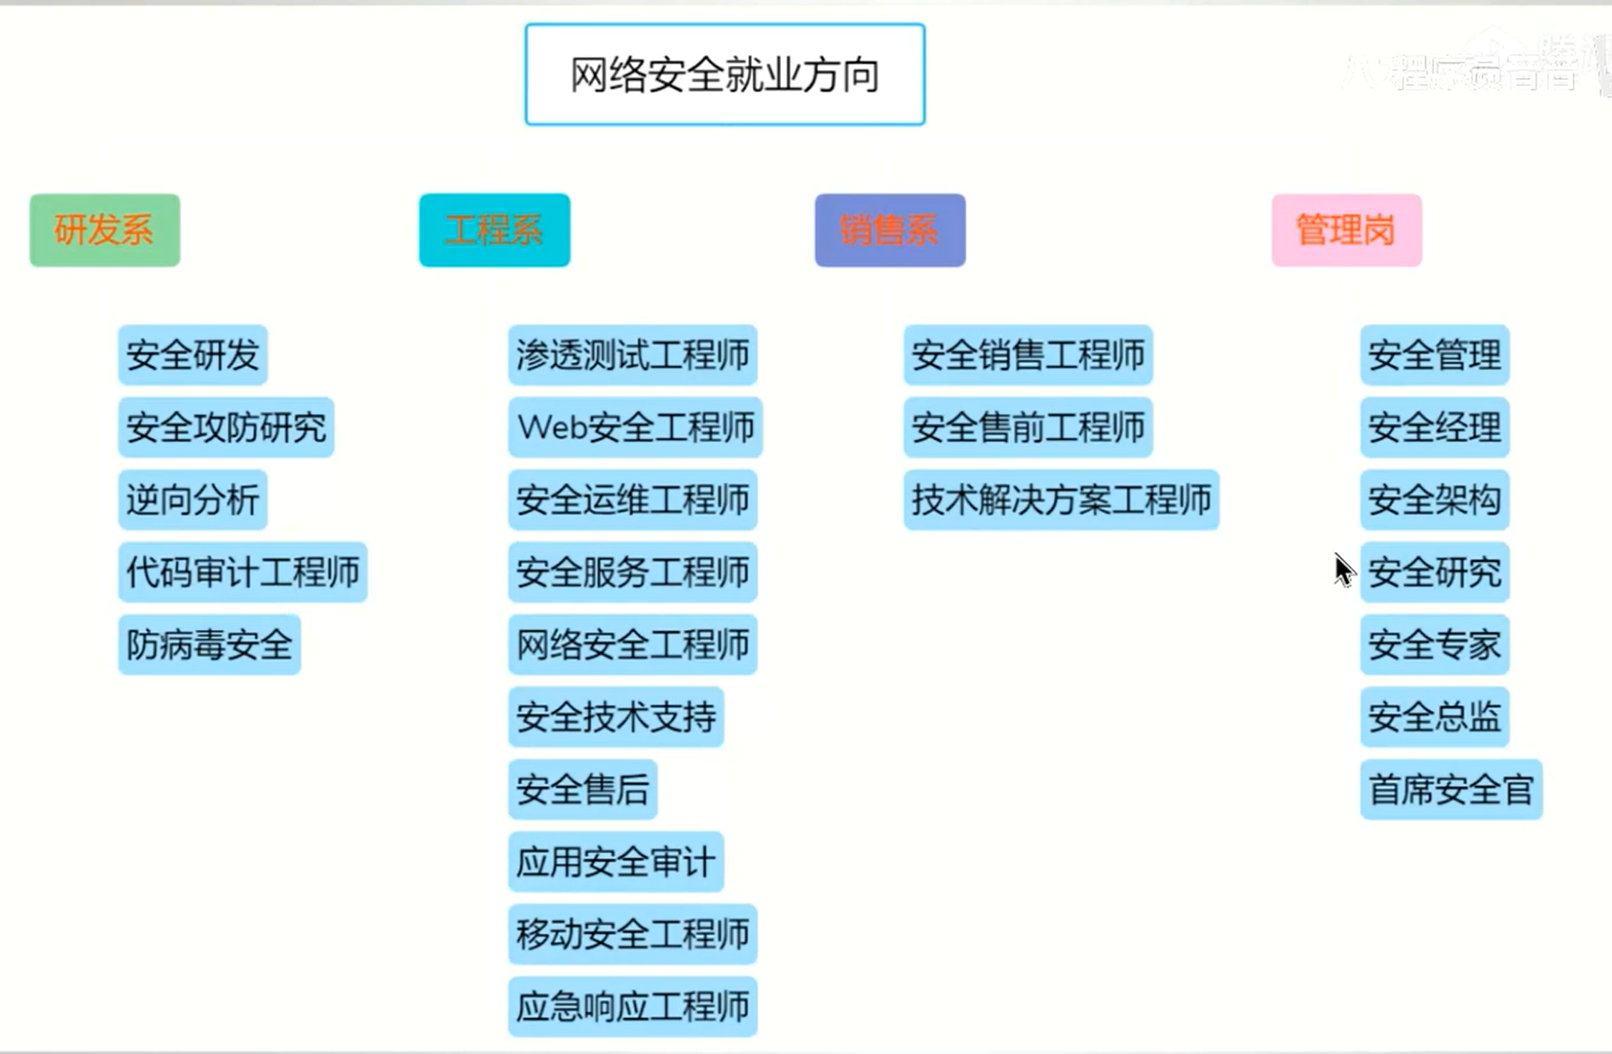 网络安全就业方向
研发系
安全研发
安全攻防研究
逆向分析
代码审计工程师
防病毒安全
工程系
渗透测试工程师
Web安全工程师
安全运维工程师
安全服务工程师
网络安全工程师
安全技术支持
安全售后
应用安全审计
移动安全工程师
应急响应工程师
销售系
安全销售工程师
安全售前工程师
技术解决方案工程师
管理岗
安全管理
安全经理
安全架构
安全研究
安全专家
安全总监
首席安全官